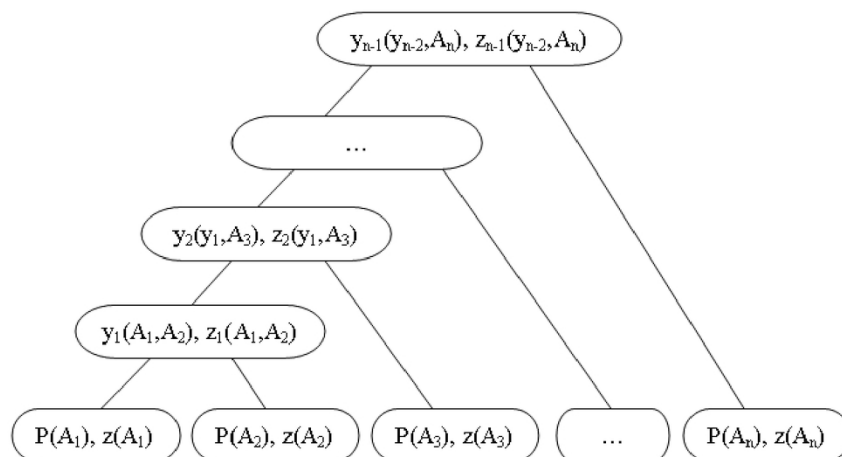 yₙ₋₁(yₙ₋₂,Aₙ), zₙ₋₁(yₙ₋₂,Aₙ)
...
y₂(y₁,A₃), z₂(y₁,A₃)
y₁(A₁,A₂), z₁(A₁,A₂)
P(A₁), z(A₁) P(A₂), z(A₂) P(A₃), z(A₃) ... P(Aₙ), z(Aₙ)